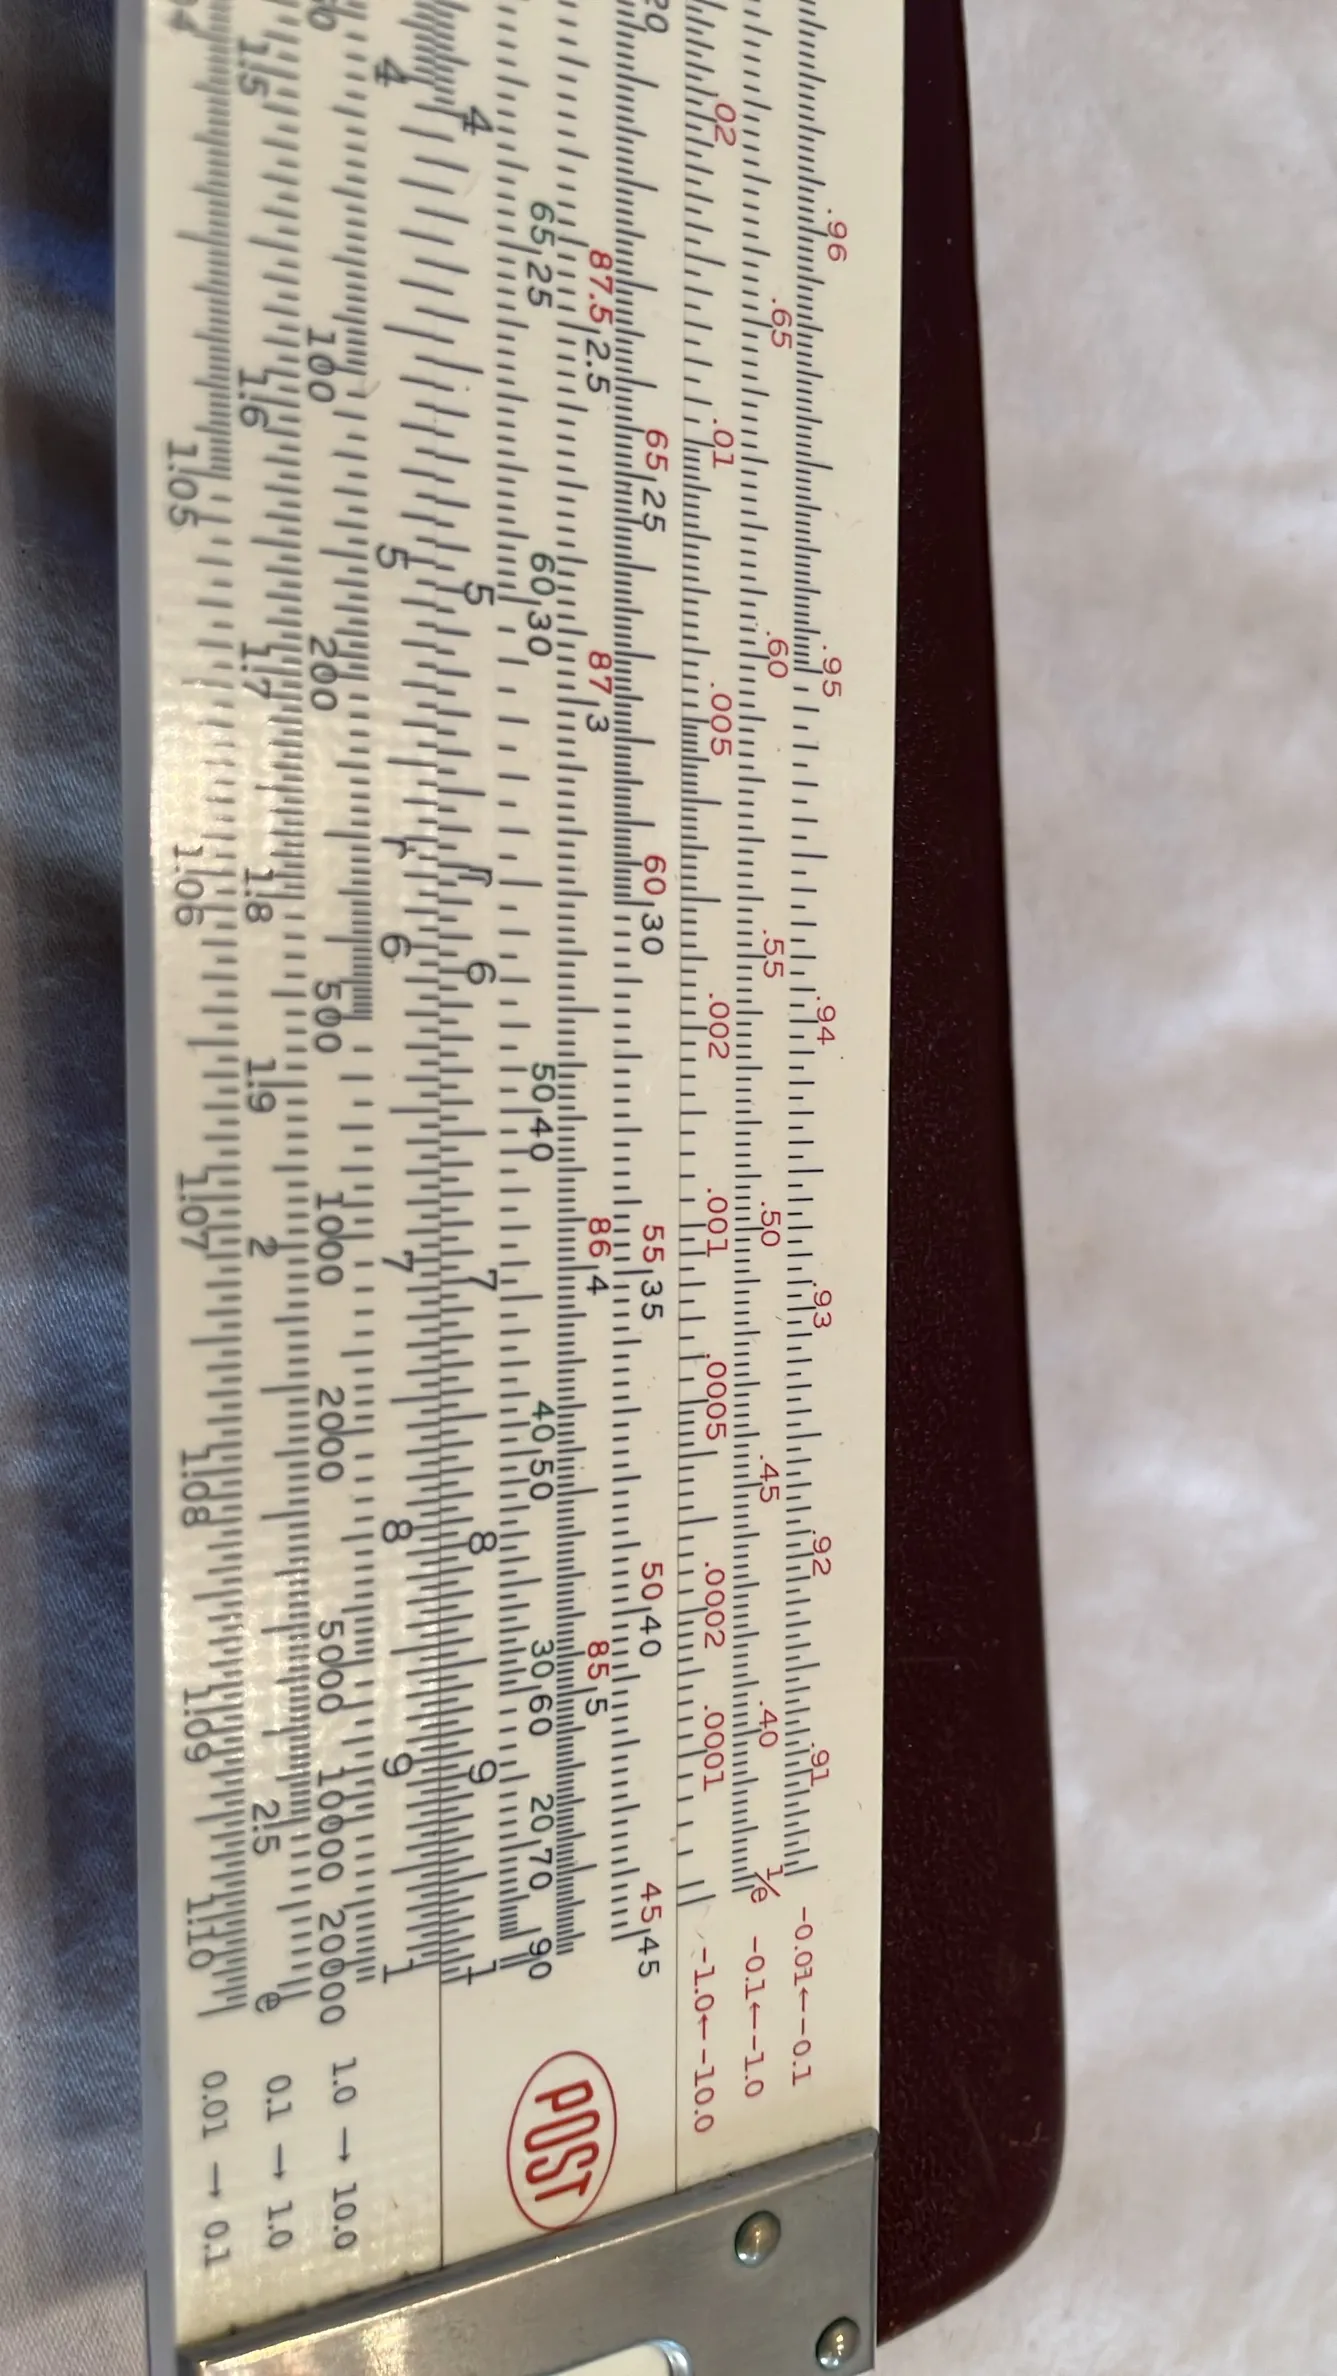 .96 .95 .94 .93 .92 .91 -0.01←-0.1
.65 .60 .55 .50 .45 .40 1/e -0.1←-1.0
.02 .01 .005 .002 .001 .0005 .0002 .0001 -1.0←-10.0
20 65 25 60 30 55 35 50 40 45 45
87.5 2.5 87 3 86 4 85 5
65 25 60 30 50 40 40 50 30 60 20 70 90
POST
4 5 r 6 7 8 9 1
4 5 r 6 7 8 9 1
100 200 500 1000 2000 5000 10000 20000 1.0 → 10.0
1.5 1.6 1.7 1.8 1.9 2 2.5 e 0.1 → 1.0
1.05 1.06 1.07 1.08 1.09 1.10 0.01 → 0.1